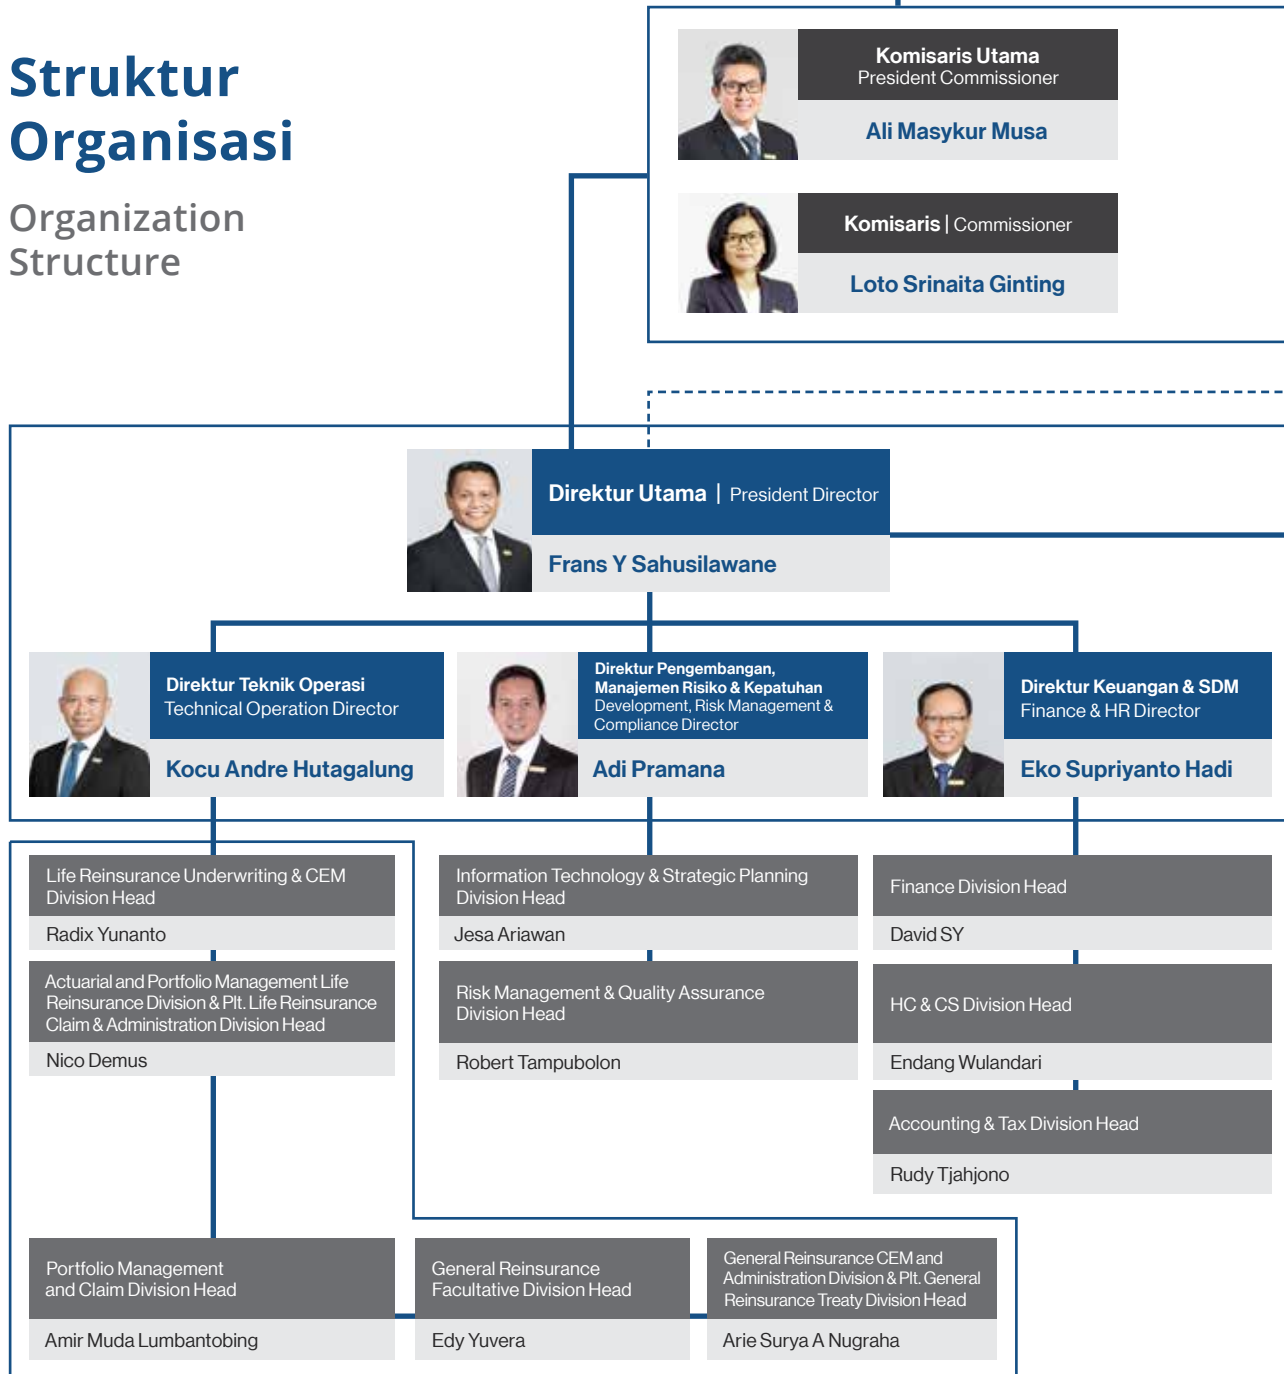 Struktur
Organisasi
Organization
Structure
Komisaris Utama
President Commissioner
Ali Masykur Musa
Komisaris | Commissioner
Loto Srinaita Ginting
Direktur Utama | President Director
Frans Y Sahusilawane
Direktur Teknik Operasi
Technical Operation Director
Kocu Andre Hutagalung
Direktur Pengembangan,
Manajemen Risiko & Kepatuhan
Development, Risk Management &
Compliance Director
Adi Pramana
Direktur Keuangan & SDM
Finance & HR Director
Eko Supriyanto Hadi
Life Reinsurance Underwriting & CEM
Division Head
Radix Yunanto
Actuarial and Portfolio Management Life
Reinsurance Division & Plt. Life Reinsurance
Claim & Administration Division Head
Nico Demus
Information Technology & Strategic Planning
Division Head
Jesa Ariawan
Risk Management & Quality Assurance
Division Head
Robert Tampubolon
Finance Division Head
David SY
HC & CS Division Head
Endang Wulandari
Accounting & Tax Division Head
Rudy Tjahjono
Portfolio Management
and Claim Division Head
Amir Muda Lumbantobing
General Reinsurance
Facultative Division Head
Edy Yuvera
General Reinsurance CEM and
Administration Division & Plt. General
Reinsurance Treaty Division Head
Arie Surya A Nugraha